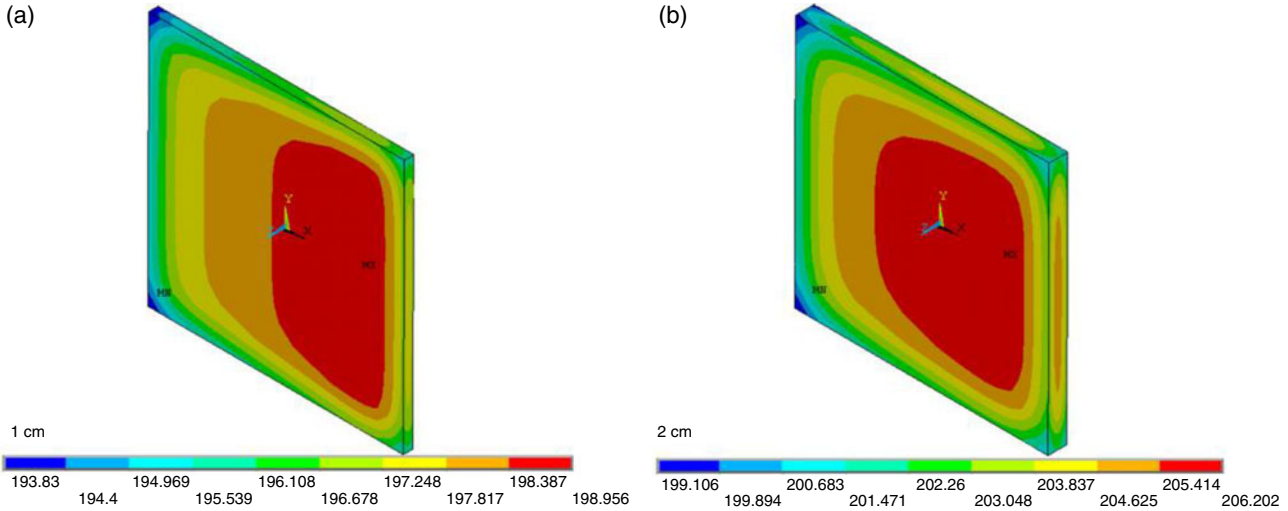 (a)
Y
X
MX
MN
1 cm
193.83 194.969 196.108 197.248 198.387
194.4 195.539 196.678 197.817 198.956
(b)
Y
Z X
MX
MN
2 cm
199.106 200.683 202.26 203.837 205.414
199.894 201.471 203.048 204.625 206.202